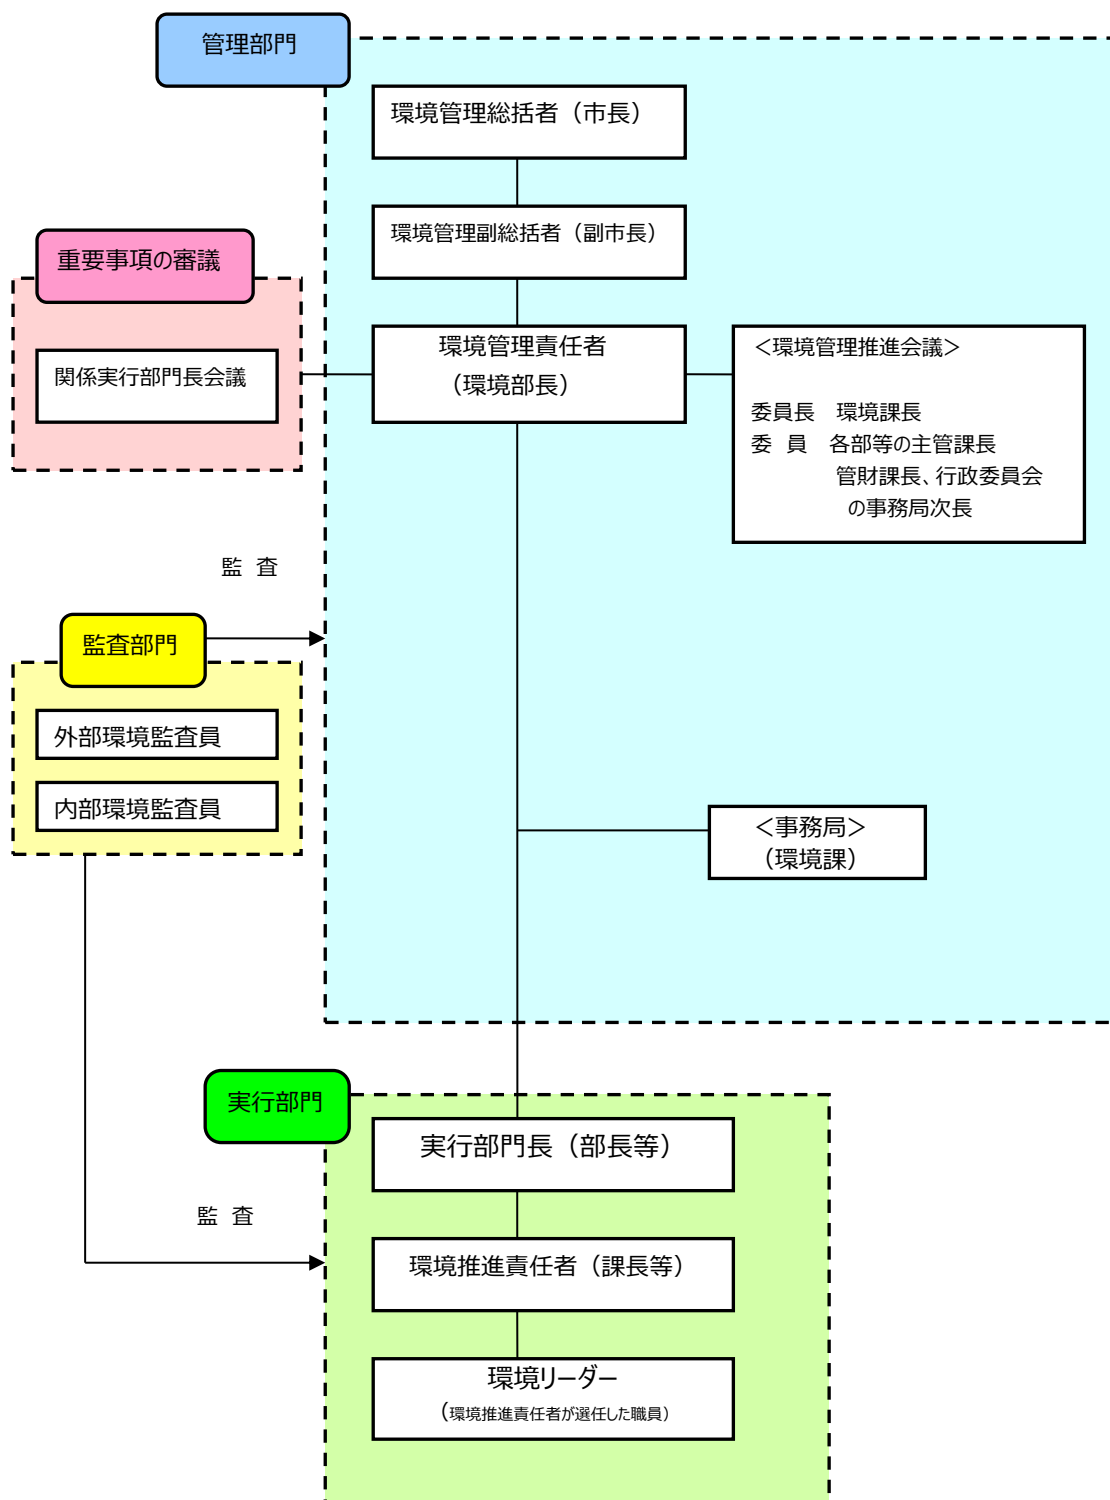 管理部門
環境管理総括者（市長）
環境管理副総括者（副市長）
重要事項の審議
関係実行部門長会議
環境管理責任者
（環境部長）
＜環境管理推進会議＞
委員長　環境課長
委　員　各部等の主管課長
管財課長、行政委員会
の事務局次長
監　査
監査部門
外部環境監査員
内部環境監査員
＜事務局＞
（環境課）
実行部門
実行部門長（部長等）
監　査
環境推進責任者（課長等）
環境リーダー
（環境推進責任者が選任した職員）